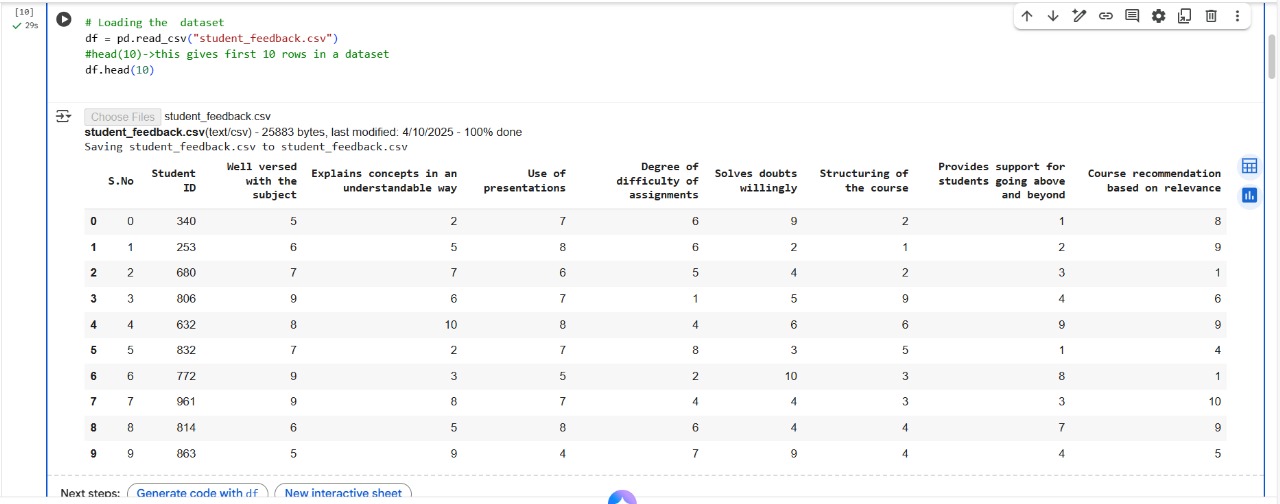 [10]
29s
# Loading the  dataset
df = pd.read_csv("student_feedback.csv")
#head(10)->this gives first 10 rows in a dataset
df.head(10)
Choose Files student_feedback.csv
student_feedback.csv(text/csv) - 25883 bytes, last modified: 4/10/2025 - 100% done
Saving student_feedback.csv to student_feedback.csv
S.No Student ID Well versed with the subject Explains concepts in an understandable way Use of presentations Degree of difficulty of assignments Solves doubts willingly Structuring of the course Provides support for students going above and beyond Course recommendation based on relevance
0 0 340 5 2 7 6 9 2 1 8
1 1 253 6 5 8 6 2 1 2 9
2 2 680 7 7 6 5 4 2 3 1
3 3 806 9 6 7 1 5 9 4 6
4 4 632 8 10 8 4 6 6 9 9
5 5 832 7 2 7 8 3 5 1 4
6 6 772 9 3 5 2 10 3 8 1
7 7 961 9 8 7 4 4 3 3 10
8 8 814 6 5 8 6 4 4 7 9
9 9 863 5 9 4 7 9 4 4 5
Next steps: Generate code with df New interactive sheet